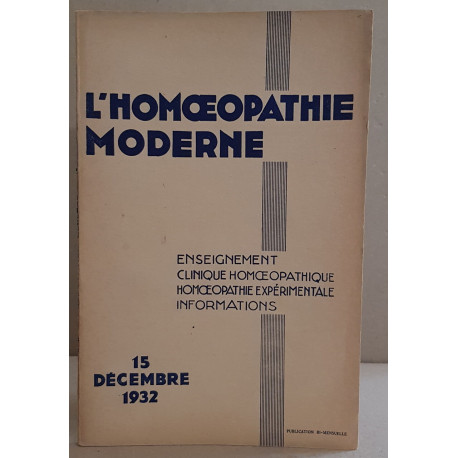 L'HOMŒOPATHIE
MODERNE
ENSEIGNEMENT
CLINIQUE HOMŒOPATHIQUE
HOMŒOPATHIE EXPÉRIMENTALE
INFORMATIONS
15
DÉCEMBRE
1932
PUBLICATION BI-MENSUELLE